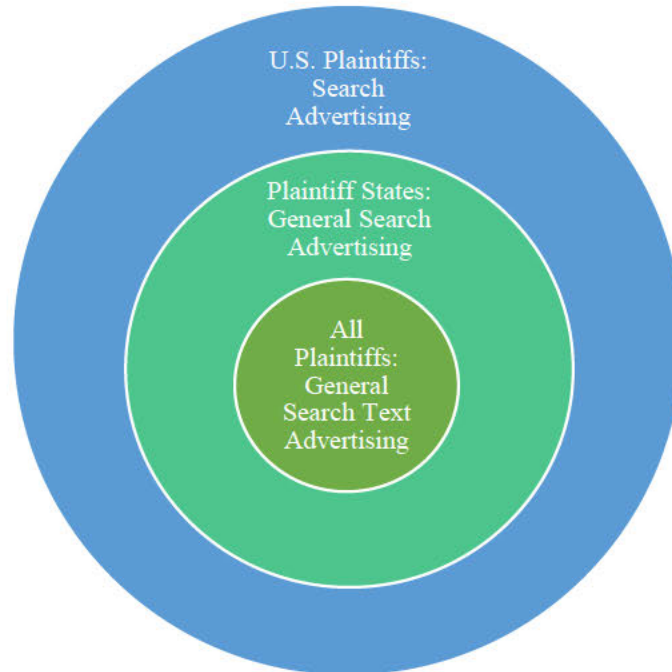 U.S. Plaintiffs:
Search
Advertising
Plaintiff States:
General Search
Advertising
All
Plaintiffs:
General
Search Text
Advertising